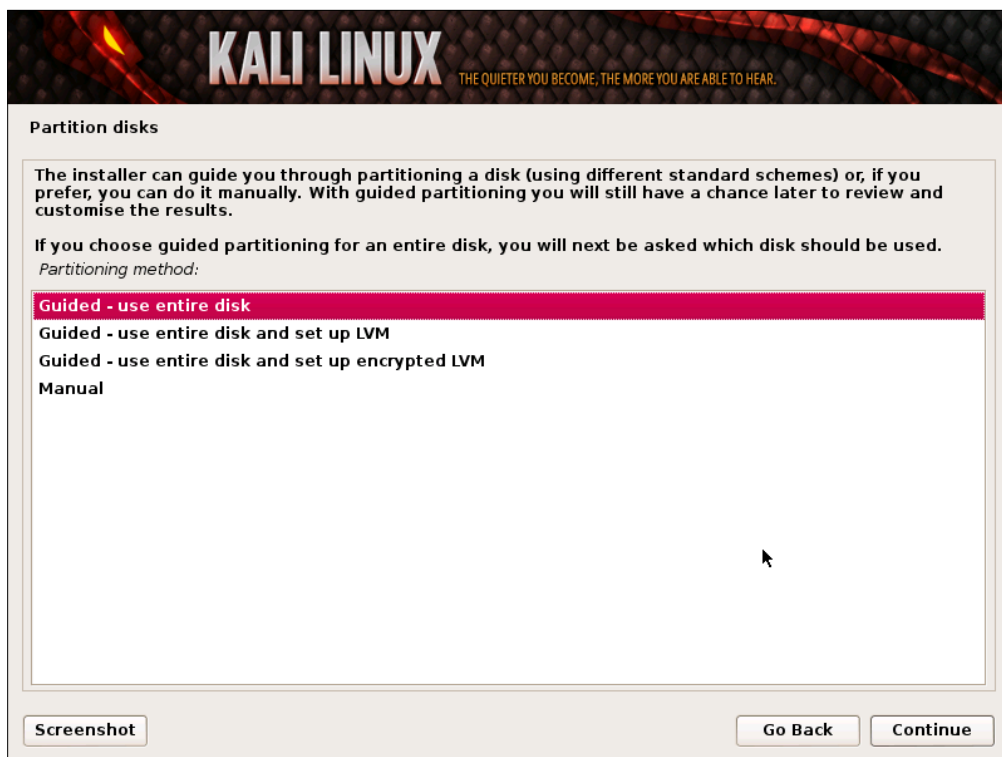 KALI LINUX THE QUIETER YOU BECOME, THE MORE YOU ARE ABLE TO HEAR.
Partition disks
The installer can guide you through partitioning a disk (using different standard schemes) or, if you
prefer, you can do it manually. With guided partitioning you will still have a chance later to review and
customise the results.
If you choose guided partitioning for an entire disk, you will next be asked which disk should be used.
Partitioning method:
Guided - use entire disk
Guided - use entire disk and set up LVM
Guided - use entire disk and set up encrypted LVM
Manual
Screenshot Go Back Continue